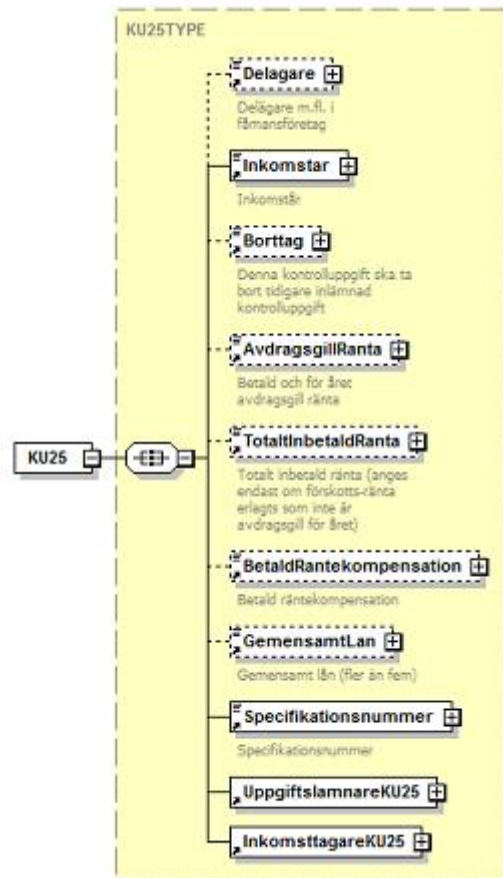 KU25TYPE
Delagare
Delägare m.fl. i
fåmansföretag
Inkomstar
Inkomstår
Borttag
Denna kontrolluppgift ska ta
bort tidigare inlämnad
kontrolluppgift
AvdragsgillRanta
Betald och för året
avdragsgill ränta
KU25
TotaltInbetaldRanta
Totalt inbetald ränta (anges
endast om förskotts-ränta
erlagts som inte är
avdragsgill för året)
BetaldRantekompensation
Betald räntekompensation
GemensamtLan
Gemensamt lån (fler än fem)
Specifikationsnummer
Specifikationsnummer
UppgiftslamnareKU25
InkomsttagareKU25